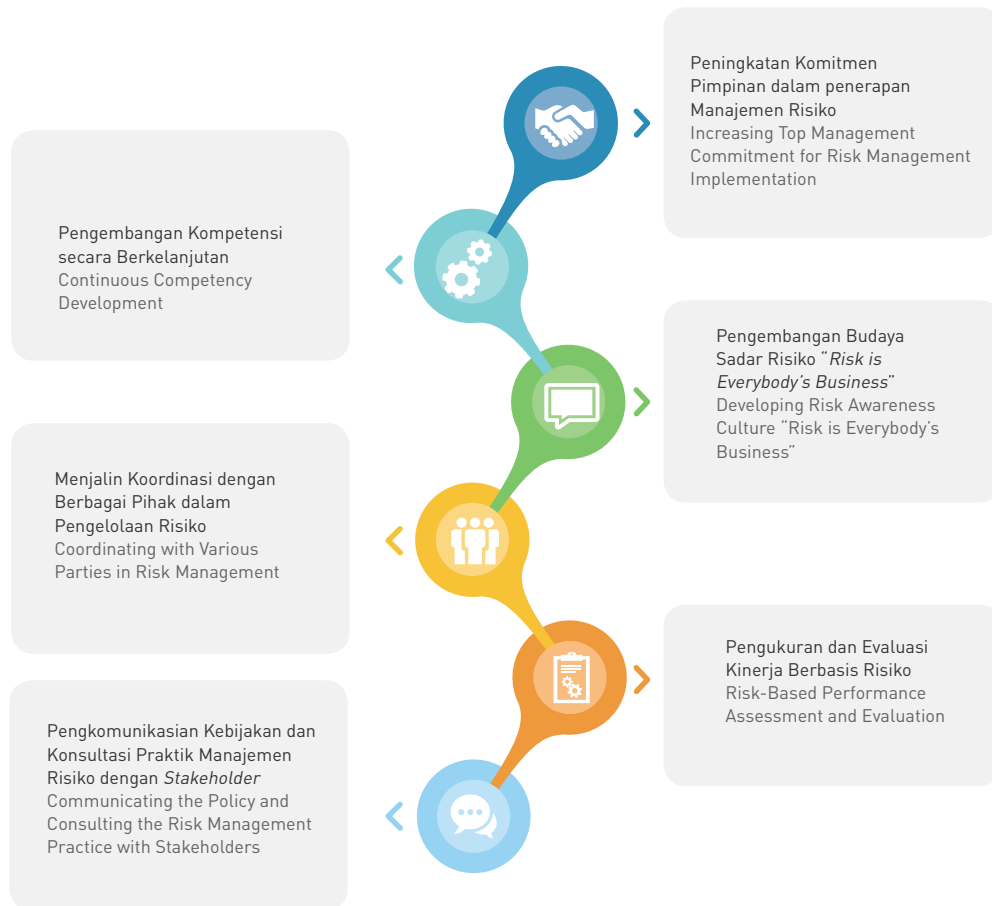 Peningkatan Komitmen
Pimpinan dalam penerapan
Manajemen Risiko
Increasing Top Management
Commitment for Risk Management
Implementation
Pengembangan Kompetensi
secara Berkelanjutan
Continuous Competency
Development
Pengembangan Budaya
Sadar Risiko “Risk is
Everybody’s Business”
Developing Risk Awareness
Culture “Risk is Everybody’s
Business”
Menjalin Koordinasi dengan
Berbagai Pihak dalam
Pengelolaan Risiko
Coordinating with Various
Parties in Risk Management
Pengukuran dan Evaluasi
Kinerja Berbasis Risiko
Risk-Based Performance
Assessment and Evaluation
Pengkomunikasian Kebijakan dan
Konsultasi Praktik Manajemen
Risiko dengan Stakeholder
Communicating the Policy and
Consulting the Risk Management
Practice with Stakeholders